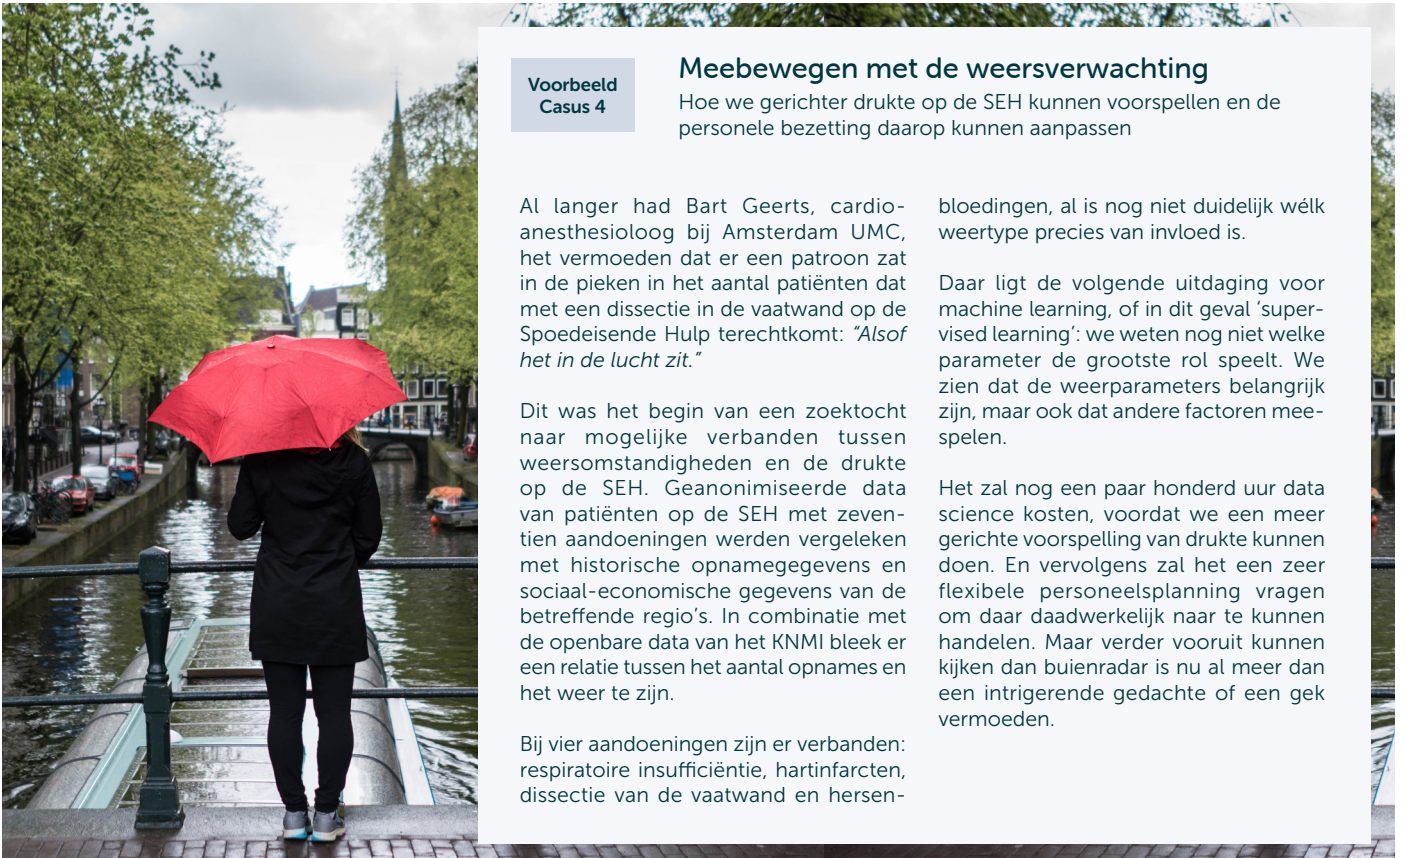 Voorbeeld
Casus 4
Meebewegen met de weersverwachting
Hoe we gerichter drukte op de SEH kunnen voorspellen en de
personele bezetting daarop kunnen aanpassen
Al langer had Bart Geerts, cardio-
anesthesioloog bij Amsterdam UMC,
het vermoeden dat er een patroon zat
in de pieken in het aantal patiënten dat
met een dissectie in de vaatwand op de
Spoedeisende Hulp terechtkomt: “Alsof
het in de lucht zit.”
Dit was het begin van een zoektocht
naar mogelijke verbanden tussen
weersomstandigheden en de drukte
op de SEH. Geanonimiseerde data
van patiënten op de SEH met zeven-
tien aandoeningen werden vergeleken
met historische opnamegegevens en
sociaal-economische gegevens van de
betreffende regio’s. In combinatie met
de openbare data van het KNMI bleek er
een relatie tussen het aantal opnames en
het weer te zijn.
Bij vier aandoeningen zijn er verbanden:
respiratoire insufficiëntie, hartinfarcten,
dissectie van de vaatwand en hersen-
bloedingen, al is nog niet duidelijk wélk
weertype precies van invloed is.
Daar ligt de volgende uitdaging voor
machine learning, of in dit geval ‘super-
vised learning’: we weten nog niet welke
parameter de grootste rol speelt. We
zien dat de weerparameters belangrijk
zijn, maar ook dat andere factoren mee-
spelen.
Het zal nog een paar honderd uur data
science kosten, voordat we een meer
gerichte voorspelling van drukte kunnen
doen. En vervolgens zal het een zeer
flexibele personeelsplanning vragen
om daar daadwerkelijk naar te kunnen
handelen. Maar verder vooruit kunnen
kijken dan buienradar is nu al meer dan
een intrigerende gedachte of een gek
vermoeden.